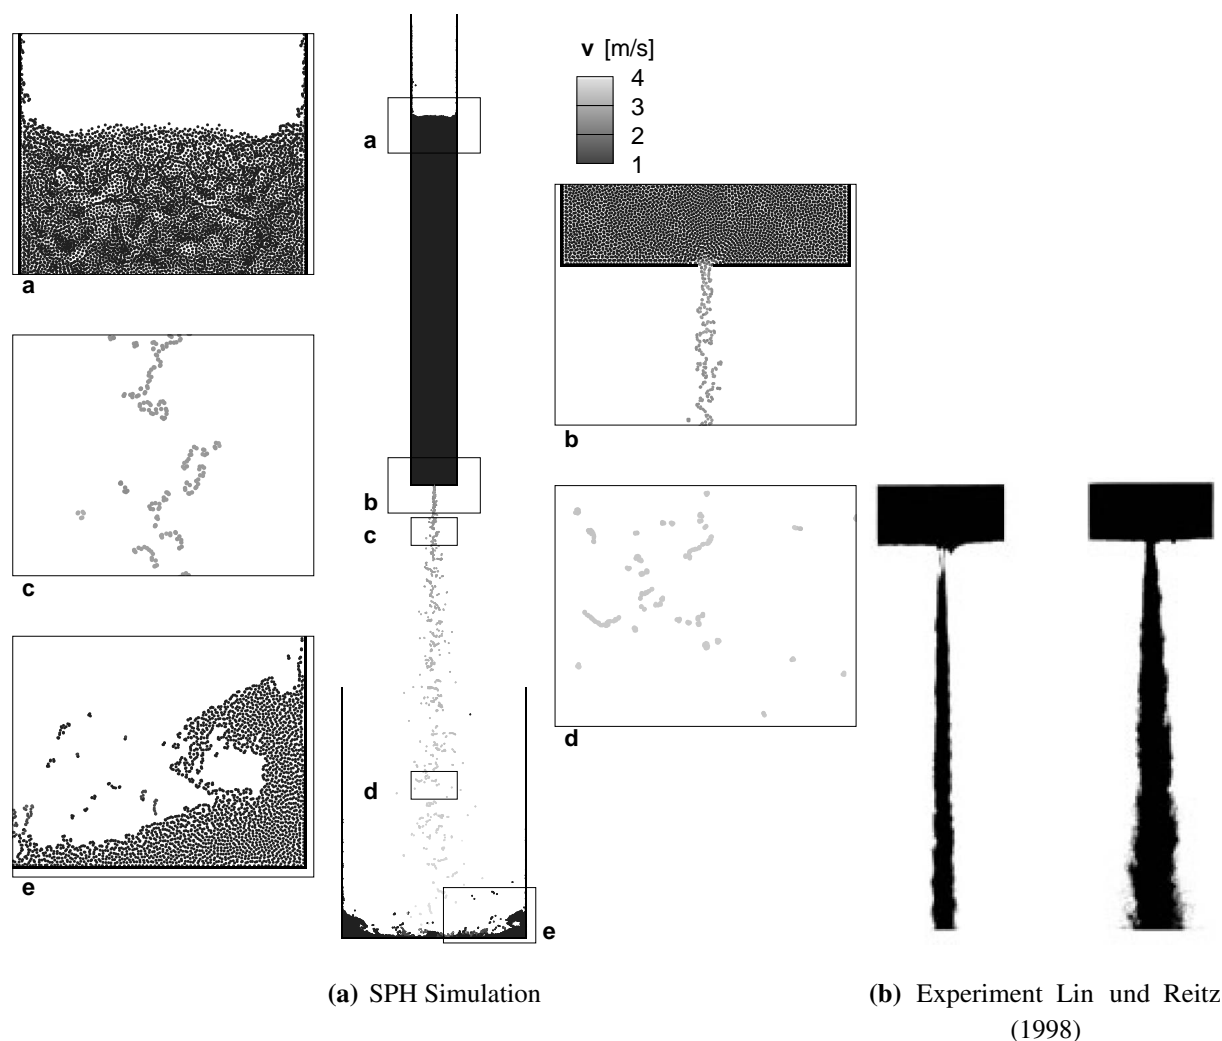 v [m/s]
4
3
2
1
a
a
b
b
c
c
d
d
e
e
(a) SPH Simulation
(b) Experiment Lin und Reitz
(1998)